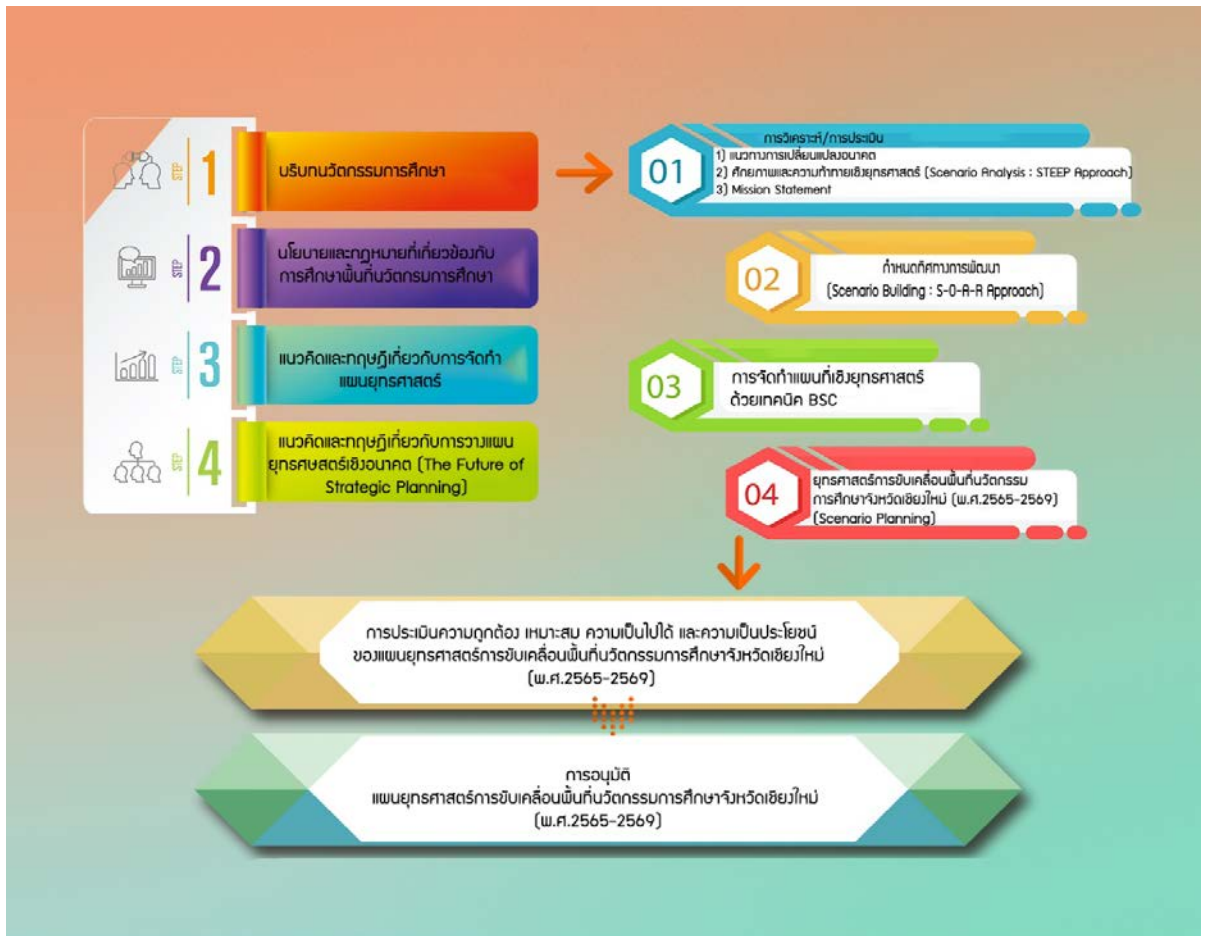 STEP 1
บริบทนวัตกรรมการศึกษา
STEP 2
นโยบายและกฎหมายที่เกี่ยวข้องกับ
การศึกษาพื้นที่นวัตกรมการศึกษา
STEP 3
แนวคิดและทฤษฎีเกี่ยวกับการจัดทำ
แผนยุทธศาสตร์
STEP 4
แนวคิดและทฤษฎีเกี่ยวกับการวางแผน
ยุทรศษสตร์เชิงอนาคต (The Future of
Strategic Planning)
01
การวิเคราะห์/การประเมิน
1) แนวทางการเปลี่ยนแปลงอนาคต
2) ศักยภาพและความท้าทายเชิงยุทธศาสตร์ (Scenario Analysis : STEEP Approach)
3) Mission Statement
02
กำหนดทิศทางการพัฒนา
(Scenario Building : S-O-A-R Approach)
03
การจัดทำแผนที่เชิงยุทธศาสตร์
ด้วยเทคนิค BSC
04
ยุทธศาสตร์การขับเคลื่อนพื้นที่นวัตกรรม
การศึกษาจังหวัดเชียงใหม่ (พ.ศ.2565-2569)
(Scenario Planning)
การประเมินความถูกต้อง เหมาะสม ความเป็นไปได้ และความเป็นประโยชน์
ของแผนยุทธศาสตร์การขับเคลื่อนพื้นที่นวัตกรรมการศึกษาจังหวัดเชียงใหม่
(พ.ศ.2565-2569)
การอนุมัติ
แผนยุทธศาสตร์การขับเคลื่อนพื้นที่นวัตกรรมการศึกษาจังหวัดเชียงใหม่
(พ.ศ.2565-2569)